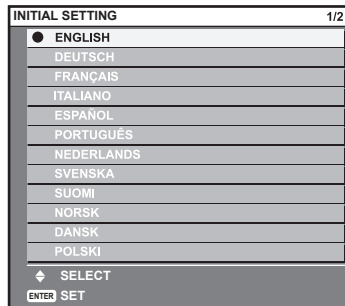 INITIAL SETTING 1/2
ENGLISH
DEUTSCH
FRANÇAIS
ITALIANO
ESPAÑOL
PORTUGUÊS
NEDERLANDS
SVENSKA
SUOMI
NORSK
DANSK
POLSKI
SELECT
ENTER SET